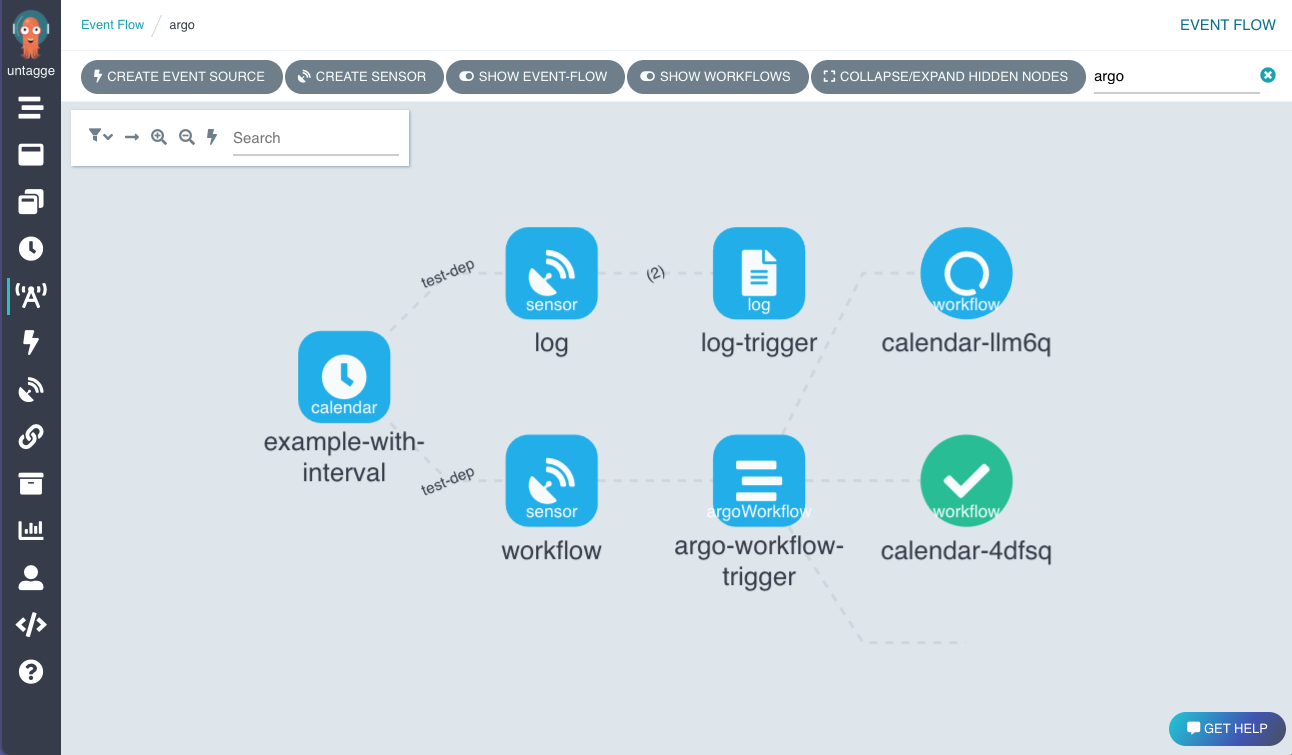 untagge
Event Flow / argo
EVENT FLOW
CREATE EVENT SOURCE
CREATE SENSOR
SHOW EVENT-FLOW
SHOW WORKFLOWS
COLLAPSE/EXPAND HIDDEN NODES
argo
Search
test-dep
sensor
log
(2)
log
log-trigger
workflow
calendar-llm6q
calendar
example-with-
interval
test-dep
sensor
workflow
argoWorkflow
argo-workflow-
trigger
workflow
calendar-4dfsq
GET HELP